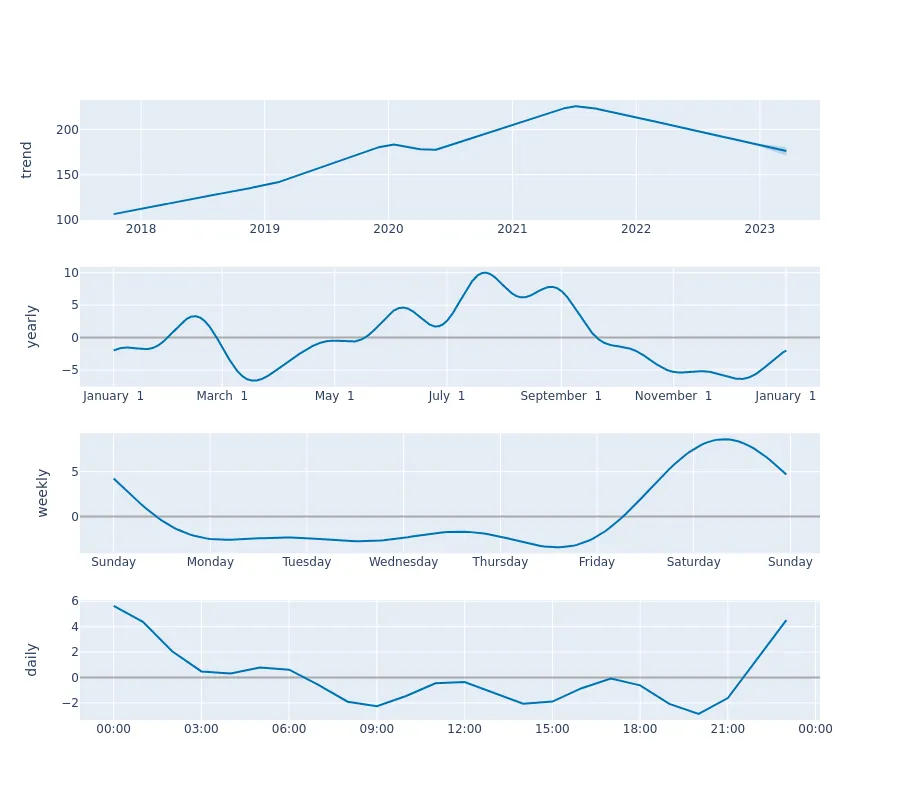 trend
200
150
100
2018 2019 2020 2021 2022 2023
yearly
10
5
0
−5
January 1 March 1 May 1 July 1 September 1 November 1 January 1
weekly
5
0
Sunday Monday Tuesday Wednesday Thursday Friday Saturday Sunday
daily
6
4
2
0
−2
00:00 03:00 06:00 09:00 12:00 15:00 18:00 21:00 00:00